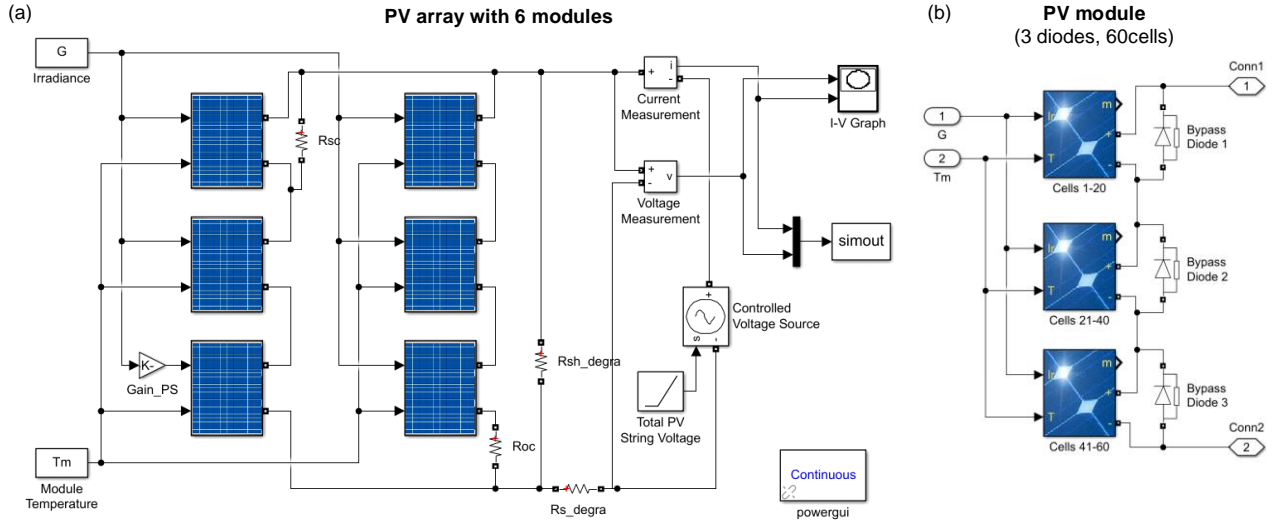 (a)
PV array with 6 modules
G
Irradiance
Rsc
Tm
Module
Temperature
K-
Gain_PS
Roc
Rsh_degra
Rs_degra
+
i
-
Current
Measurement
+
-
v
Voltage
Measurement
I-V Graph
simout
+
s
-
Controlled
Voltage Source
Total PV
String Voltage
Continuous
powergui
(b)
PV module
(3 diodes, 60cells)
1
G
2
Tm
Ir
T
m
+
-
Cells 1-20
Ir
T
m
+
-
Cells 21-40
Ir
T
m
+
-
Cells 41-60
Bypass
Diode 1
Bypass
Diode 2
Bypass
Diode 3
Conn1
1
Conn2
2